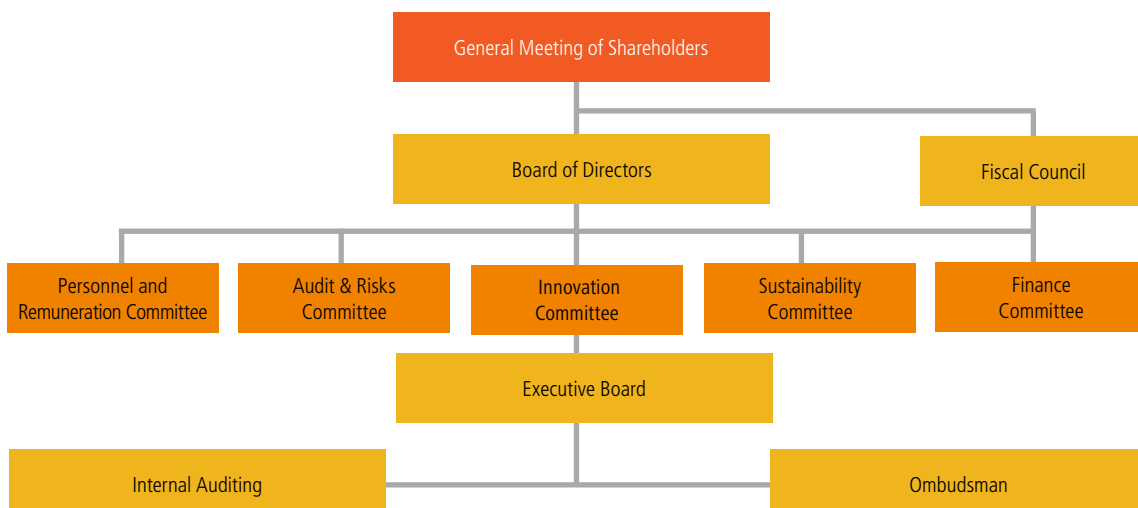 General Meeting of Shareholders
Board of Directors
Fiscal Council
Personnel and
Remuneration Committee
Audit & Risks
Committee
Innovation
Committee
Sustainability
Committee
Finance
Committee
Executive Board
Internal Auditing
Ombudsman